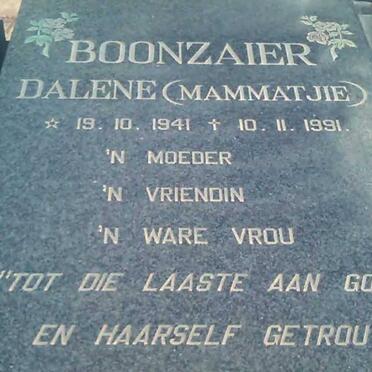 BOONZAIER
DALENE (MAMMATJIE)
☆ 19. 10. 1941 ✝ 10. 11. 1991.
'N MOEDER
'N VRIENDIN
'N WARE VROU
"TOT DIE LAASTE AAN GO
EN HAARSELF GETROU